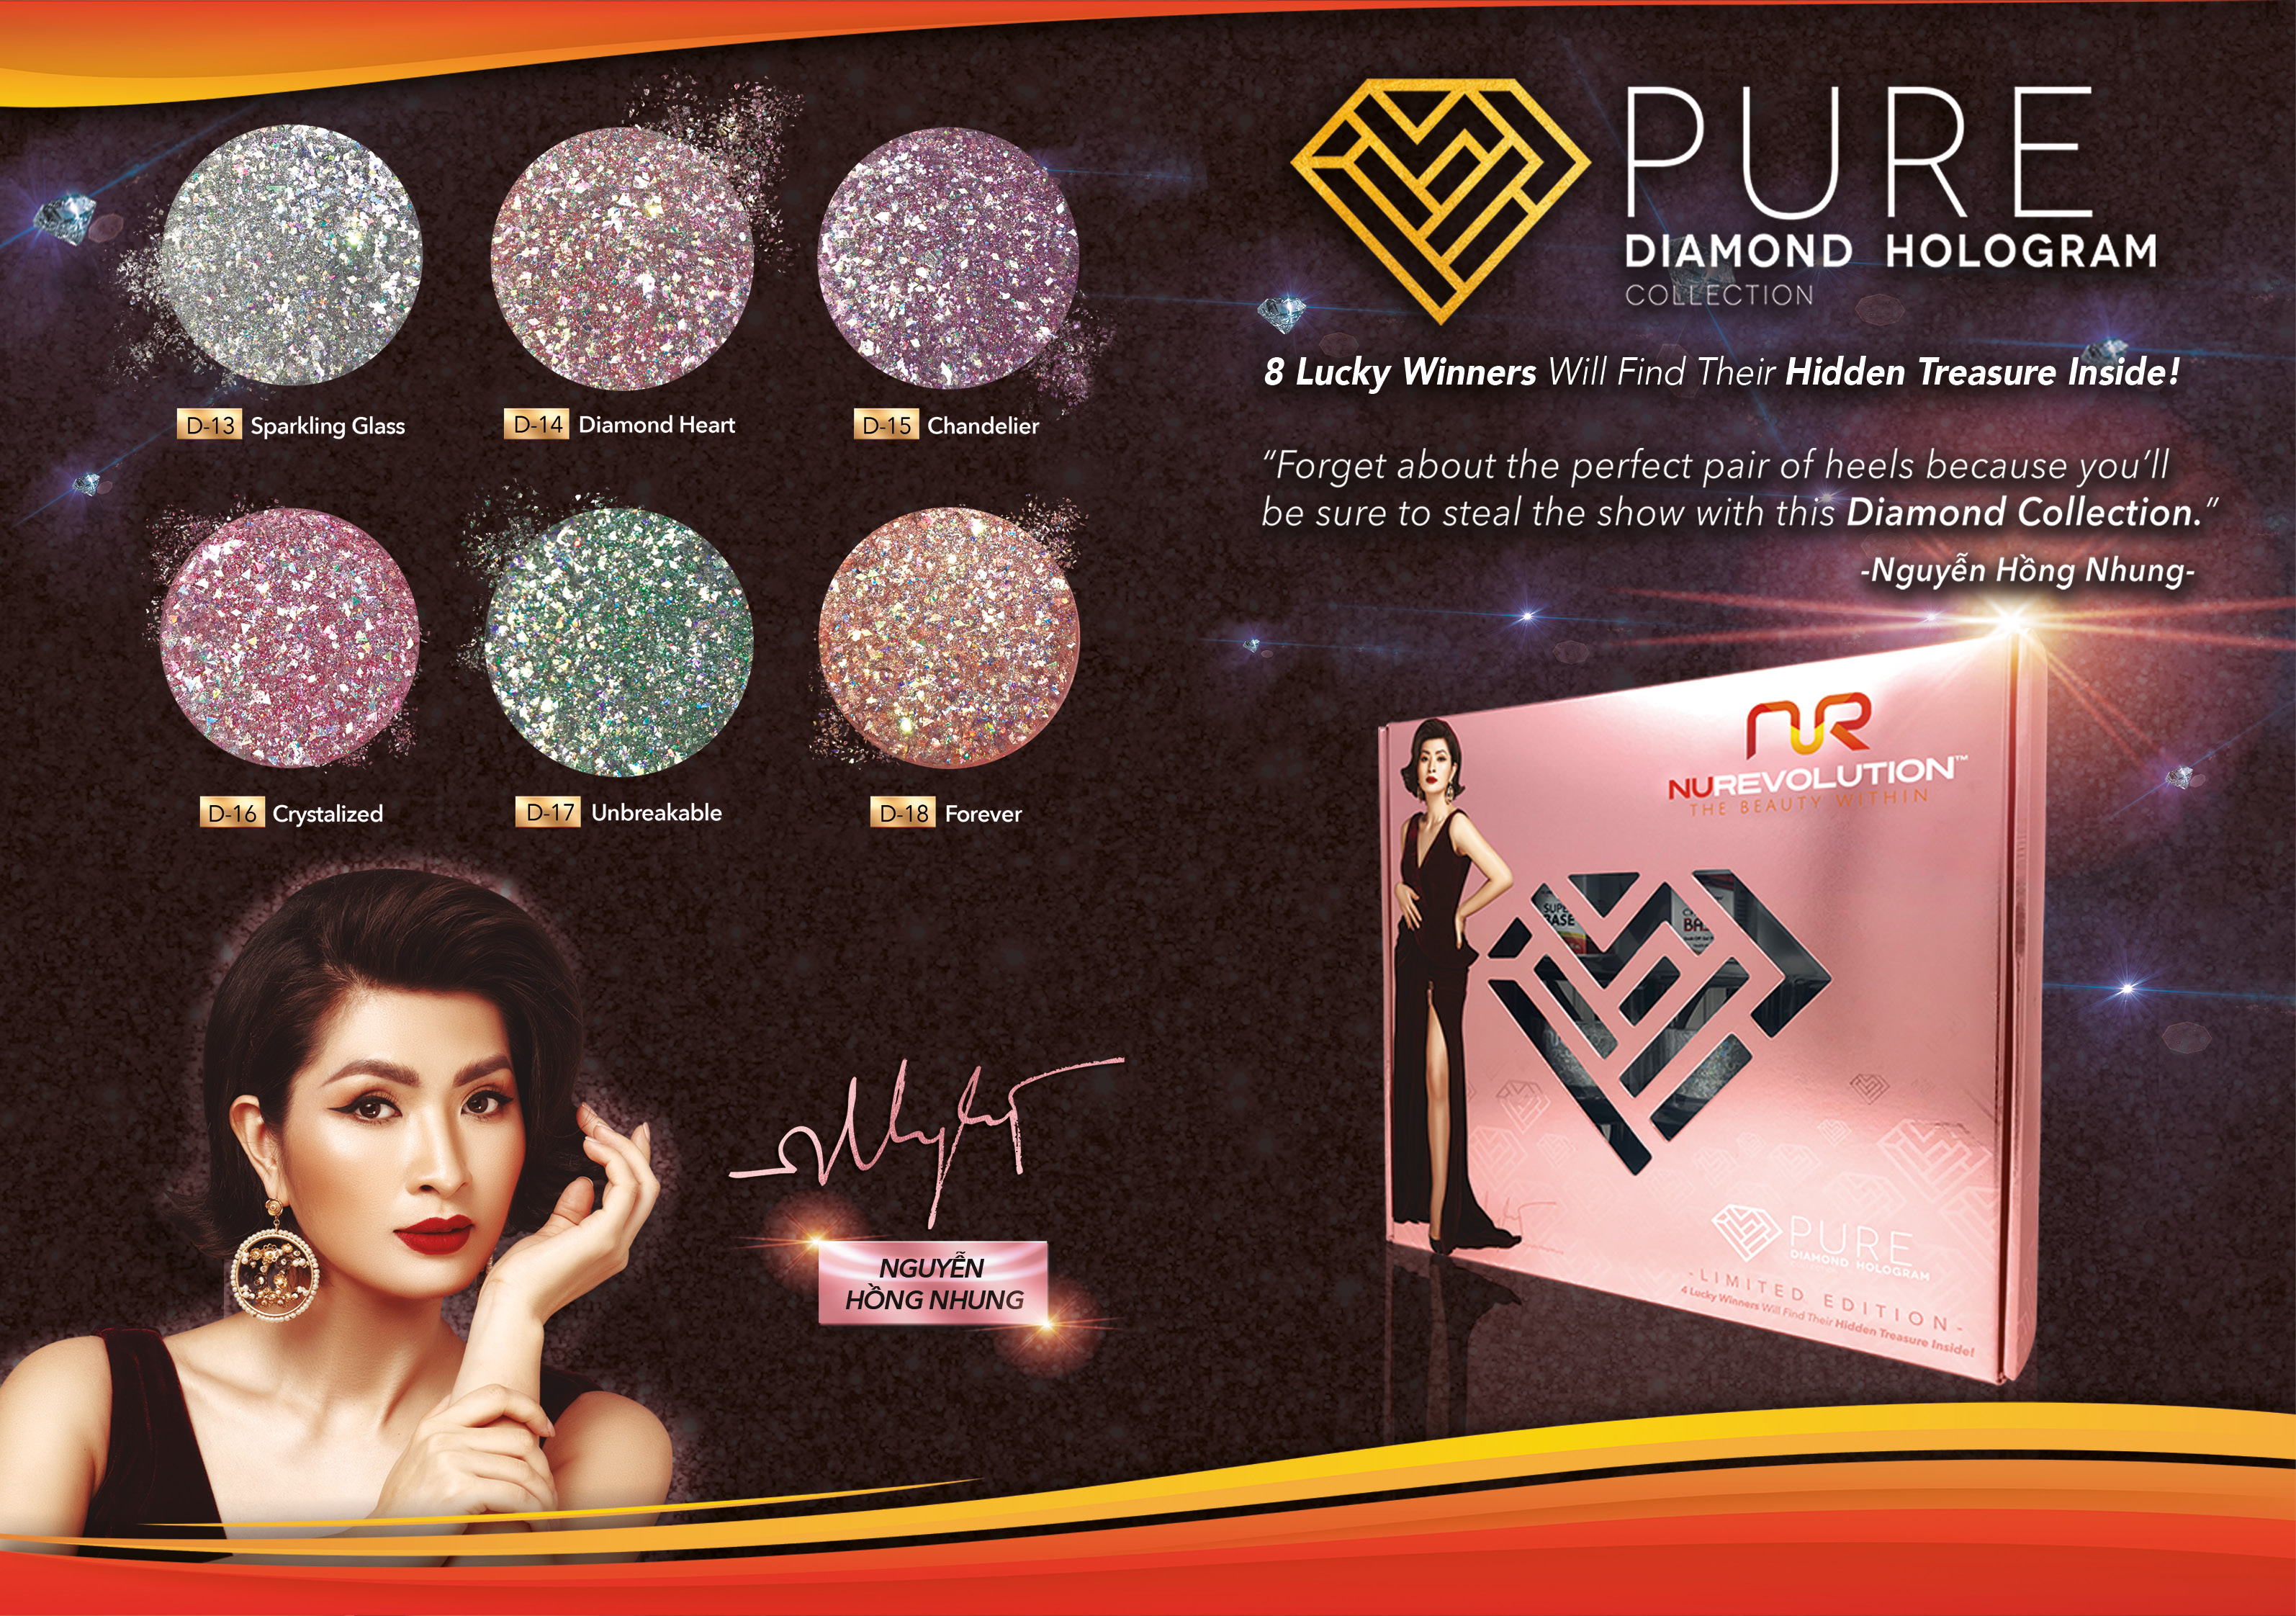 D-13 Sparkling Glass
D-14 Diamond Heart
D-15 Chandelier
D-16 Crystalized
D-17 Unbreakable
D-18 Forever
NGUYỄN
HỒNG NHUNG
PURE
DIAMOND HOLOGRAM
COLLECTION
8 Lucky Winners Will Find Their Hidden Treasure Inside!
“Forget about the perfect pair of heels because you’ll
be sure to steal the show with this Diamond Collection.”
-Nguyễn Hồng Nhung-
NR
NUREVOLUTION™
THE BEAUTY WITHIN
BASE
PURE
DIAMOND HOLOGRAM
-LIMITED EDITION-
4 Lucky Winners Will Find Their Hidden Treasure Inside!